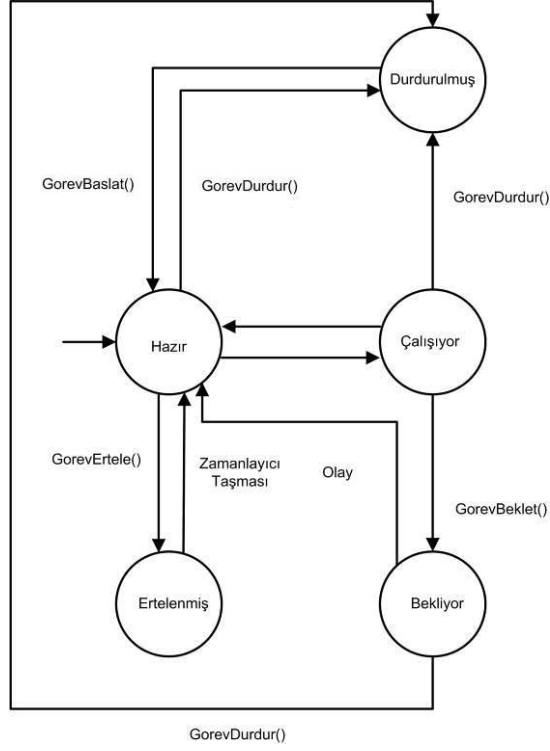 Durdurulmuş
GorevBaslat()
GorevDurdur()
GorevDurdur()
Hazır
Çalışıyor
GorevErtele()
Zamanlayıcı
Taşması
Olay
GorevBeklet()
Ertelenmiş
Bekliyor
GorevDurdur()